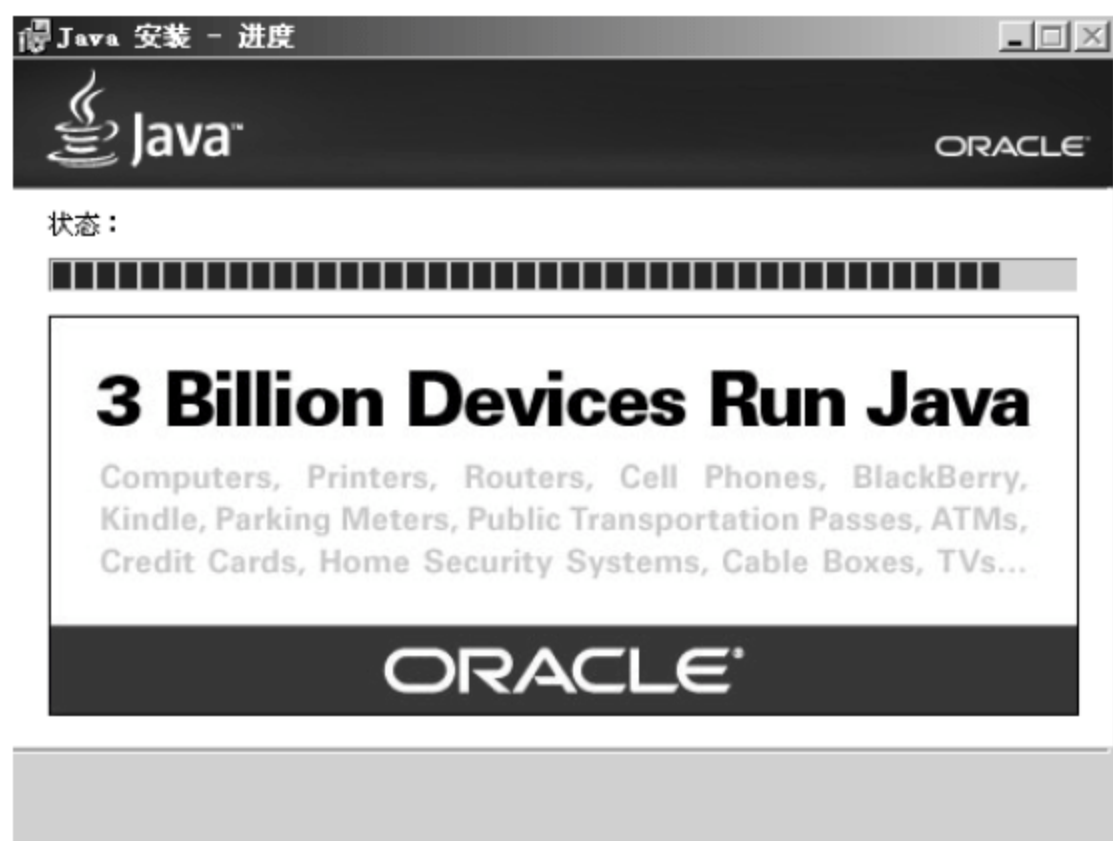 Java 安装 - 进度
Java™
ORACLE
状态：
3 Billion Devices Run Java
Computers, Printers, Routers, Cell Phones, BlackBerry,
Kindle, Parking Meters, Public Transportation Passes, ATMs,
Credit Cards, Home Security Systems, Cable Boxes, TVs...
ORACLE®